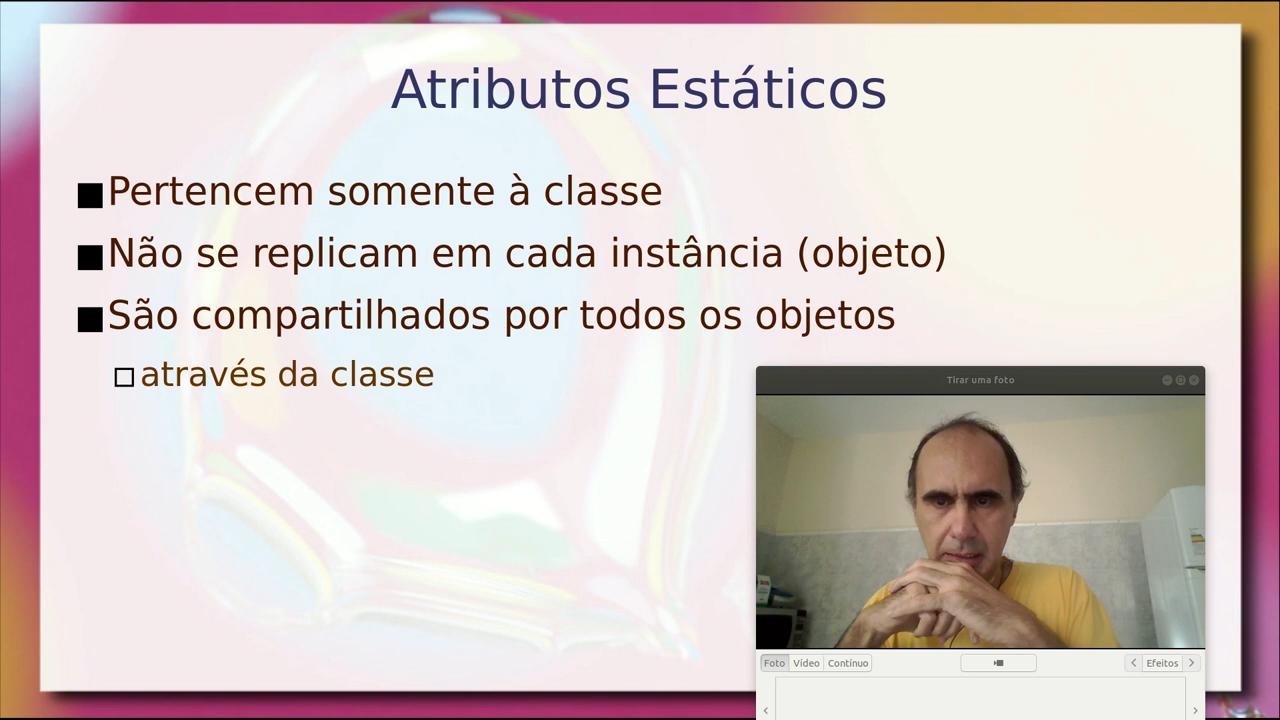 Atributos Estáticos
Pertencem somente à classe
Não se replicam em cada instância (objeto)
São compartilhados por todos os objetos
através da classe
Tirar uma foto
Foto Vídeo Contínuo Efeitos